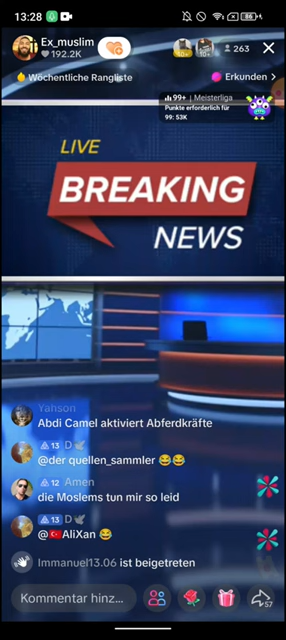 13:28
86
Ex_muslim
192.2K
263
Wöchentliche Rangliste
Erkunden >
99+ | Meisterliga
Punkte erforderlich für
99: 53K
LIVE
BREAKING
NEWS
Yahson
Abdi Camel aktiviert Abferdkräfte
13 D🕊
@der quellen_sammler 😂😂
12 Amen
die Moslems tun mir so leid
13 D🕊
@🇹🇷AliXan 😂
Immanuel13.06 ist beigetreten
Kommentar hinz...
57